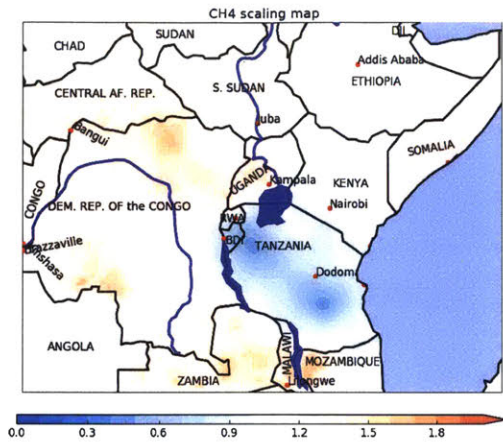 CH4 scaling map
SUDAN
CHAD
Addis Ababa
ETHIOPIA
CENTRAL AF. REP.
S. SUDAN
Juba
Bangui
SOMALIA
UGANDA
Kampala
KENYA
CONGO
DEM. REP. OF the CONGO
Nairobi
RWA
BDI
TANZANIA
Brazzaville
Kinshasa
Dodoma
ANGOLA
MALAWI
MOZAMBIQUE
ZAMBIA
Lilongwe
0.0 0.3 0.6 0.9 1.2 1.5 1.8